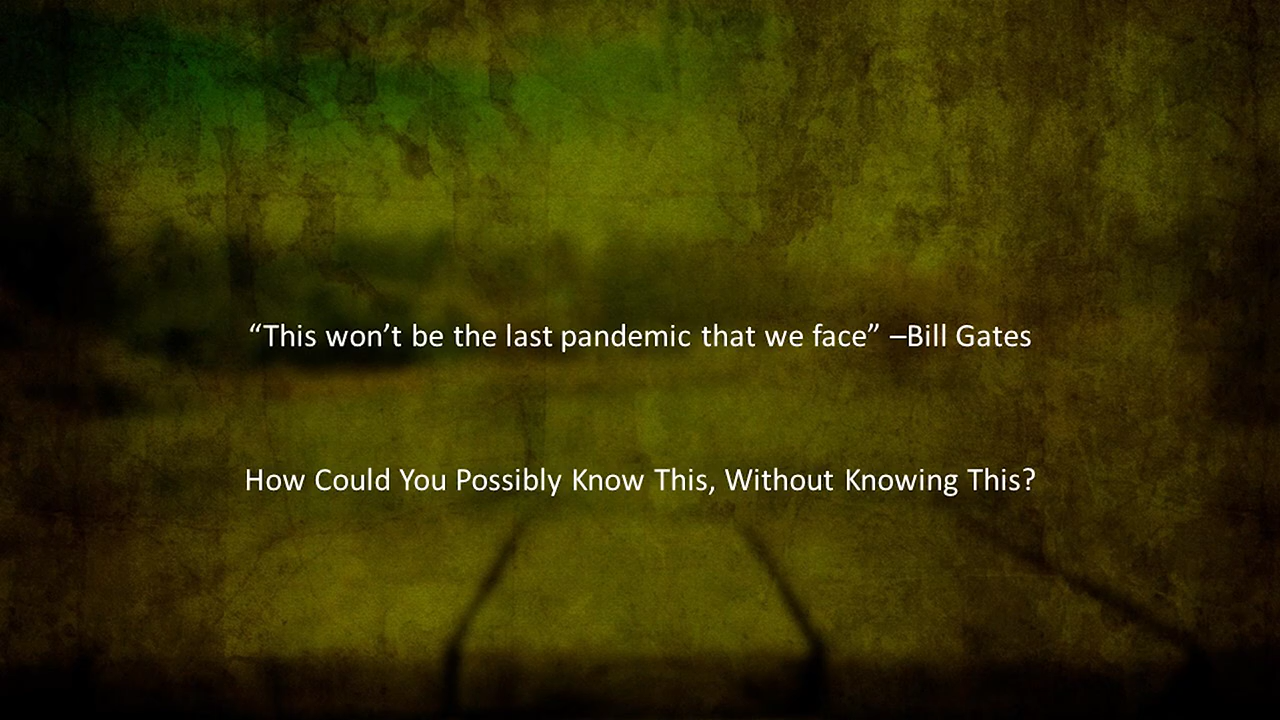 “This won’t be the last pandemic that we face” –Bill Gates
How Could You Possibly Know This, Without Knowing This?